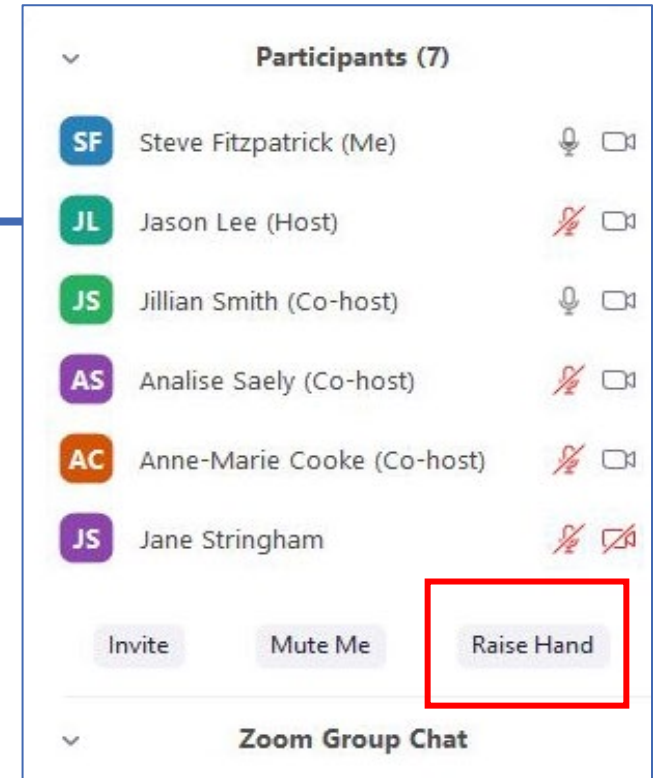 Participants (7)
SF Steve Fitzpatrick (Me)
JL Jason Lee (Host)
JS Jillian Smith (Co-host)
AS Analise Saely (Co-host)
AC Anne-Marie Cooke (Co-host)
JS Jane Stringham
Invite Mute Me Raise Hand
Zoom Group Chat